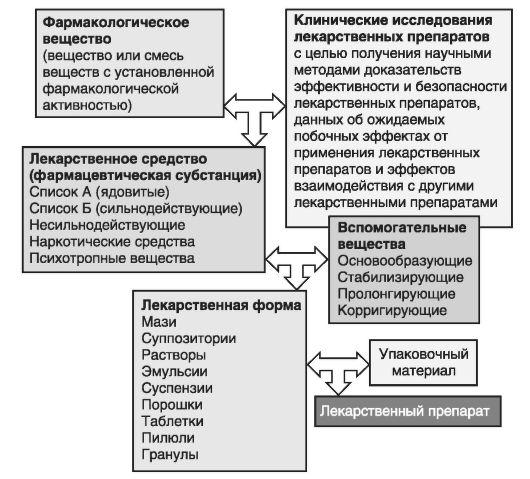 Фармакологическое
вещество
(вещество или смесь
веществ с установленной
фармакологической
активностью)
Клинические исследования
лекарственных препаратов
с целью получения научными
методами доказательств
эффективности и безопасности
лекарственных препаратов,
данных об ожидаемых
побочных эффектах от
применения лекарственных
препаратов и эффектов
взаимодействия с другими
лекарственными препаратами
Лекарственное средство
(фармацевтическая субстанция)
Список А (ядовитые)
Список Б (сильнодействующие)
Несильнодействующие
Наркотические средства
Психотропные вещества
Вспомогательные
вещества
Основообразующие
Стабилизирующие
Пролонгирующие
Корригирующие
Лекарственная форма
Мази
Суппозитории
Растворы
Эмульсии
Суспензии
Порошки
Таблетки
Пилюли
Гранулы
Упаковочный
материал
Лекарственный препарат